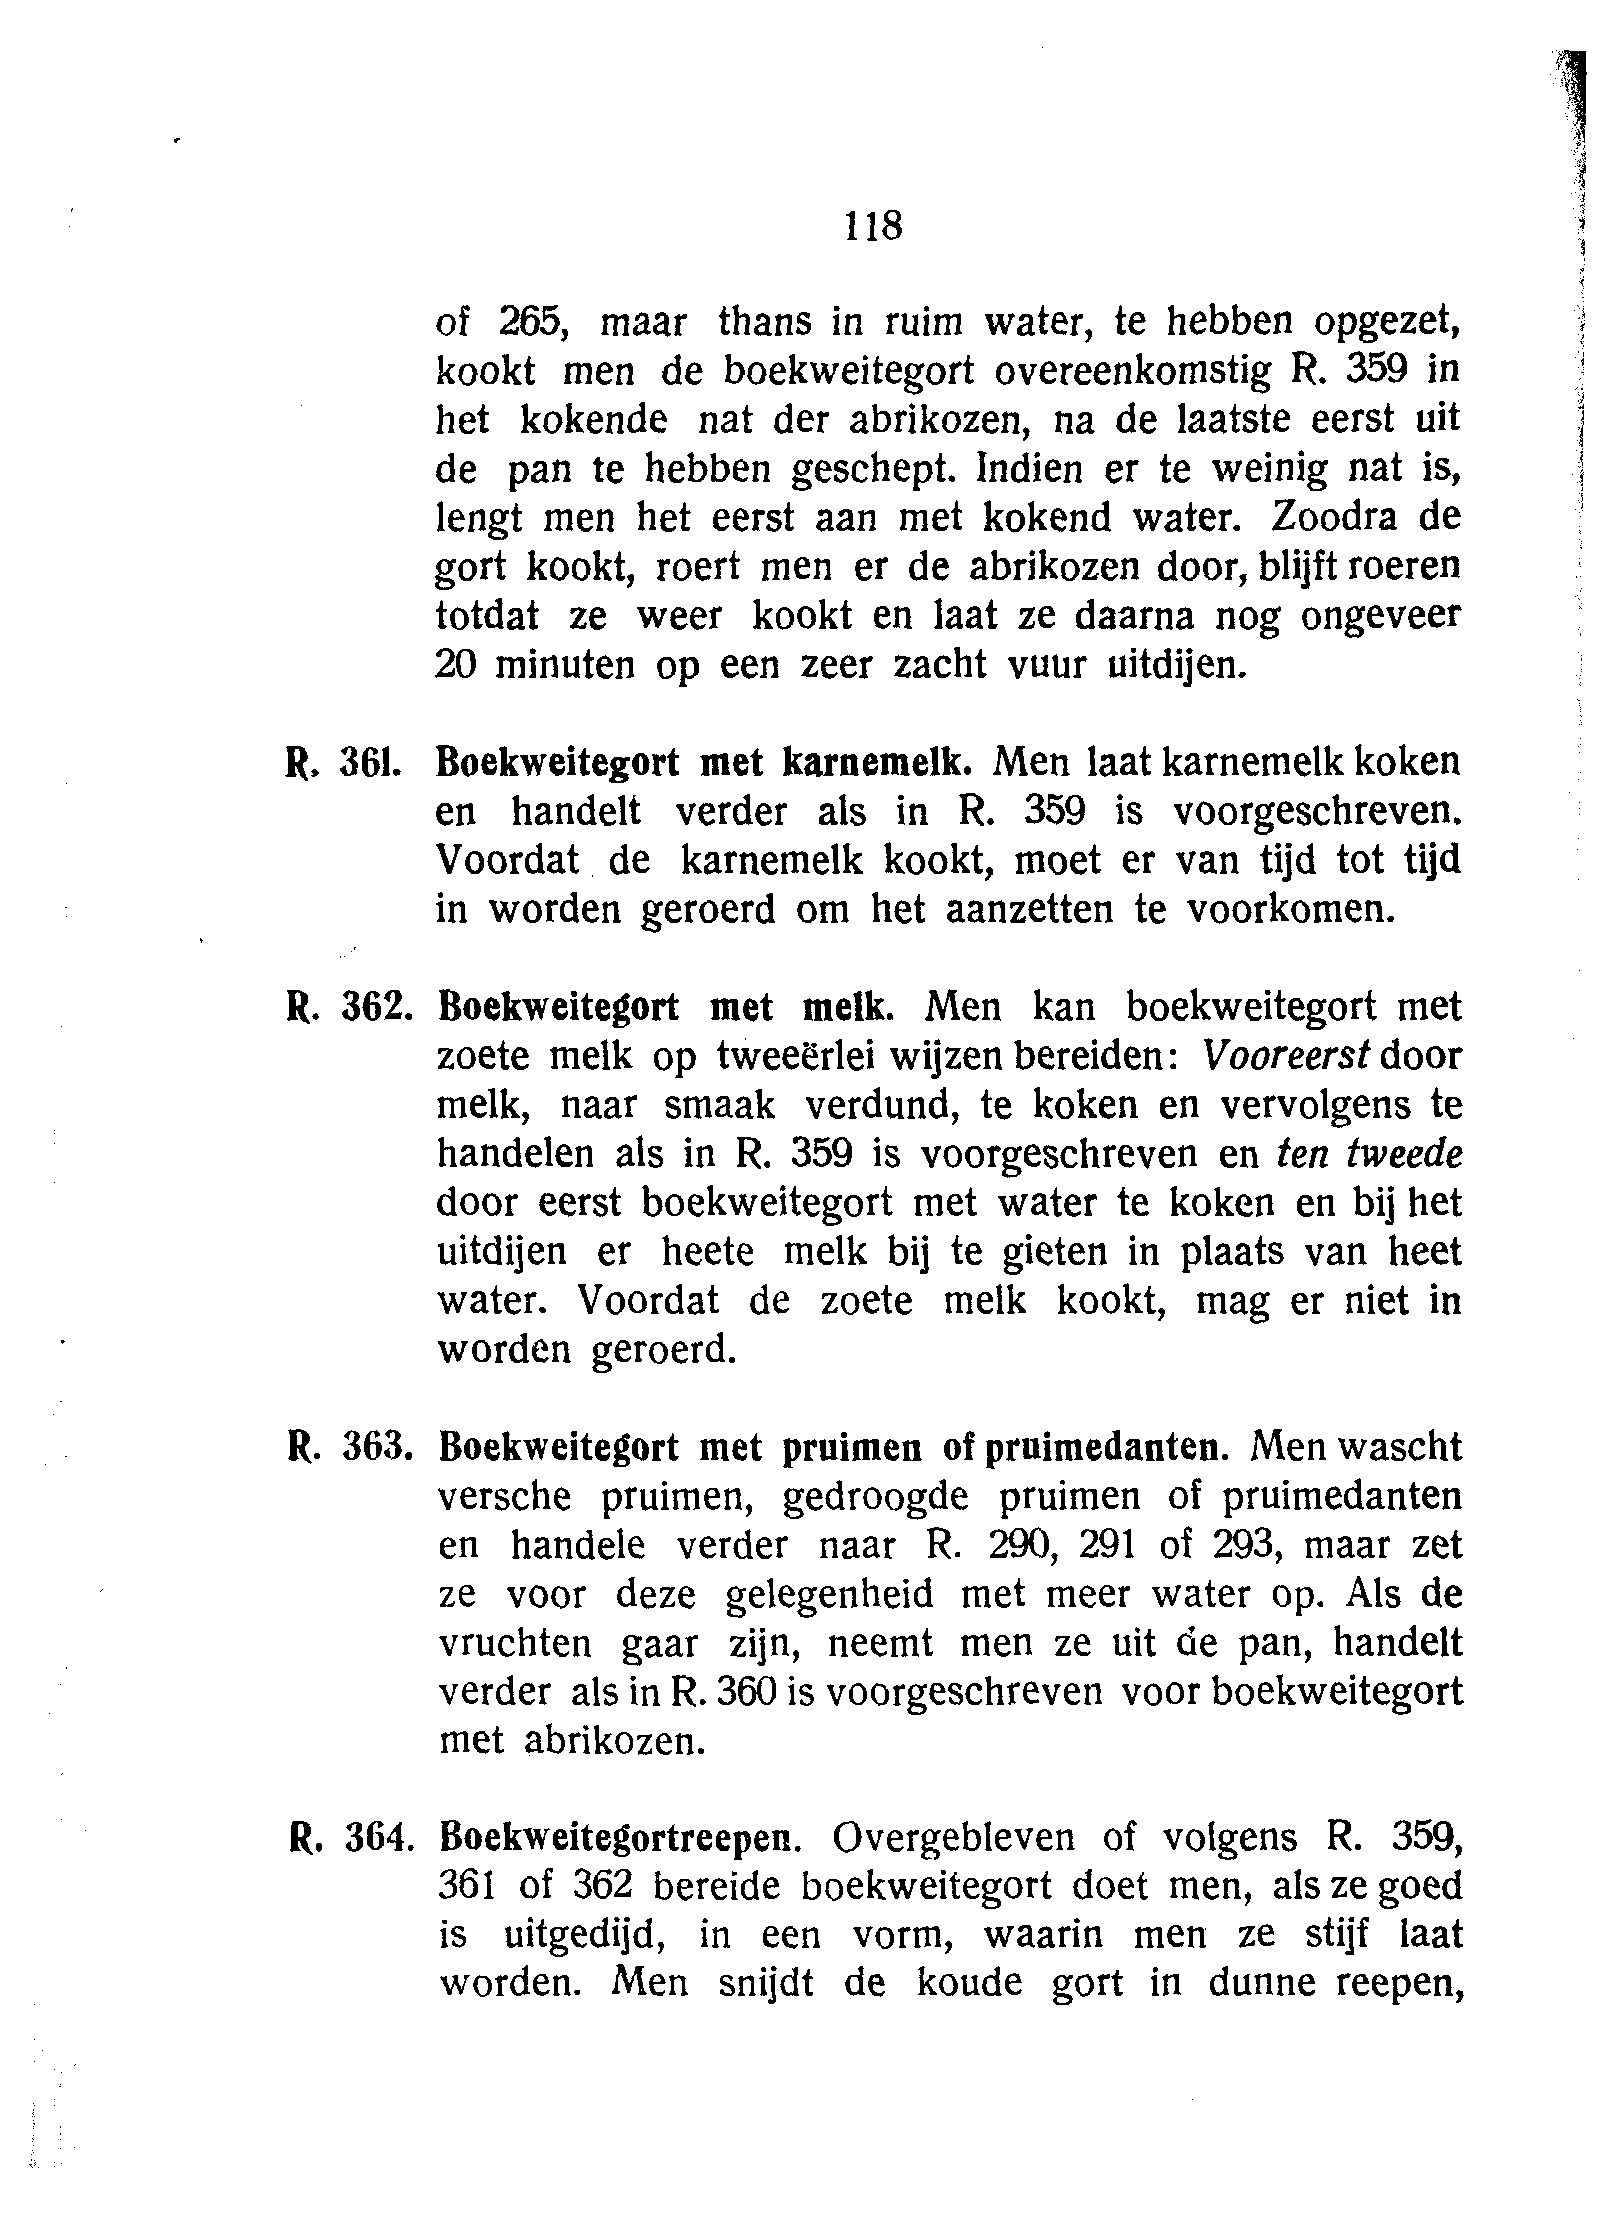 118
of 265, maar thans in ruim water, te hebben opgezet,
kookt men de boekweitegort overeenkomstig R. 359 in
het kokende nat der abrikozen, na de laatste eerst uit
de pan te hebben geschept. Indien er te weinig nat is,
lengt men het eerst aan met kokend water. Zoodra de
gort kookt, roert men er de abrikozen door, blijft roeren
totdat ze weer kookt en laat ze daarna nog ongeveer
20 minuten op een zeer zacht vuur uitdijen.
R. 361. Boekweitegort met karnemelk. Men laat karnemelk koken
en handelt verder als in R. 359 is voorgeschreven.
Voordat de karnemelk kookt, moet er van tijd tot tijd
in worden geroerd om het aanzetten te voorkomen.
R. 362. Boekweitegort met melk. Men kan boekweitegort met
zoete melk op tweeërlei wijzen bereiden: Vooreerst door
melk, naar smaak verdund, te koken en vervolgens te
handelen als in R. 359 is voorgeschreven en ten tweede
door eerst boekweitegort met water te koken en bij het
uitdijen er heete melk bij te gieten in plaats van heet
water. Voordat de zoete melk kookt, mag er niet in
worden geroerd.
R. 363. Boekweitegort met pruimen of pruimedanten. Men wascht
versche pruimen, gedroogde pruimen of pruimedanten
en handele verder naar R. 290, 291 of 293, maar zet
ze voor deze gelegenheid met meer water op. Als de
vruchten gaar zijn, neemt men ze uit de pan, handelt
verder als in R. 360 is voorgeschreven voor boekweitegort
met abrikozen.
R. 364. Boekweitegortreepen. Overgebleven of volgens R. 359,
361 of 362 bereide boekweitegort doet men, als ze goed
is uitgedijd, in een vorm, waarin men ze stijf laat
worden. Men snijdt de koude gort in dunne reepen,